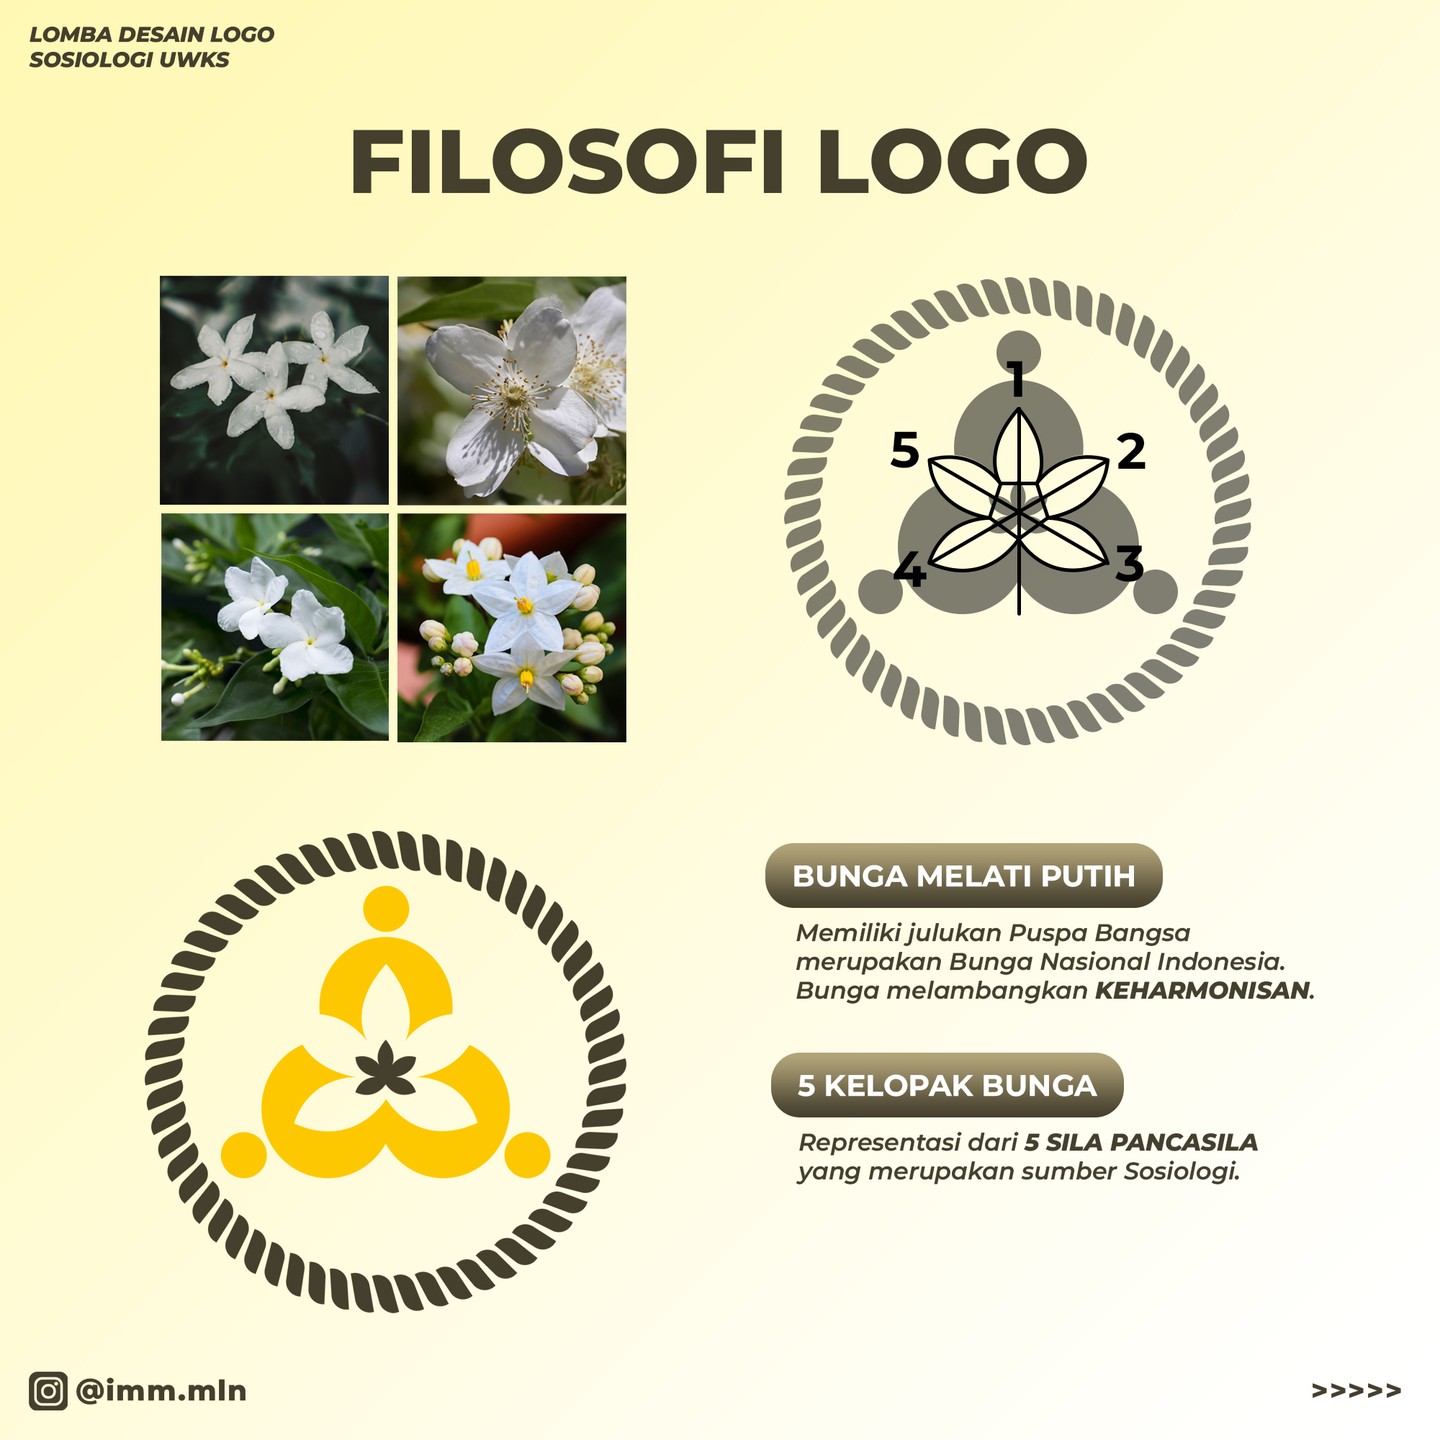 LOMBA DESAIN LOGO
SOSIOLOGI UWKS
FILOSOFI LOGO
1
5
2
4
3
BUNGA MELATI PUTIH
Memiliki julukan Puspa Bangsa
merupakan Bunga Nasional Indonesia.
Bunga melambangkan KEHARMONISAN.
5 KELOPAK BUNGA
Representasi dari 5 SILA PANCASILA
yang merupakan sumber Sosiologi.
@imm.mln
>>>>>